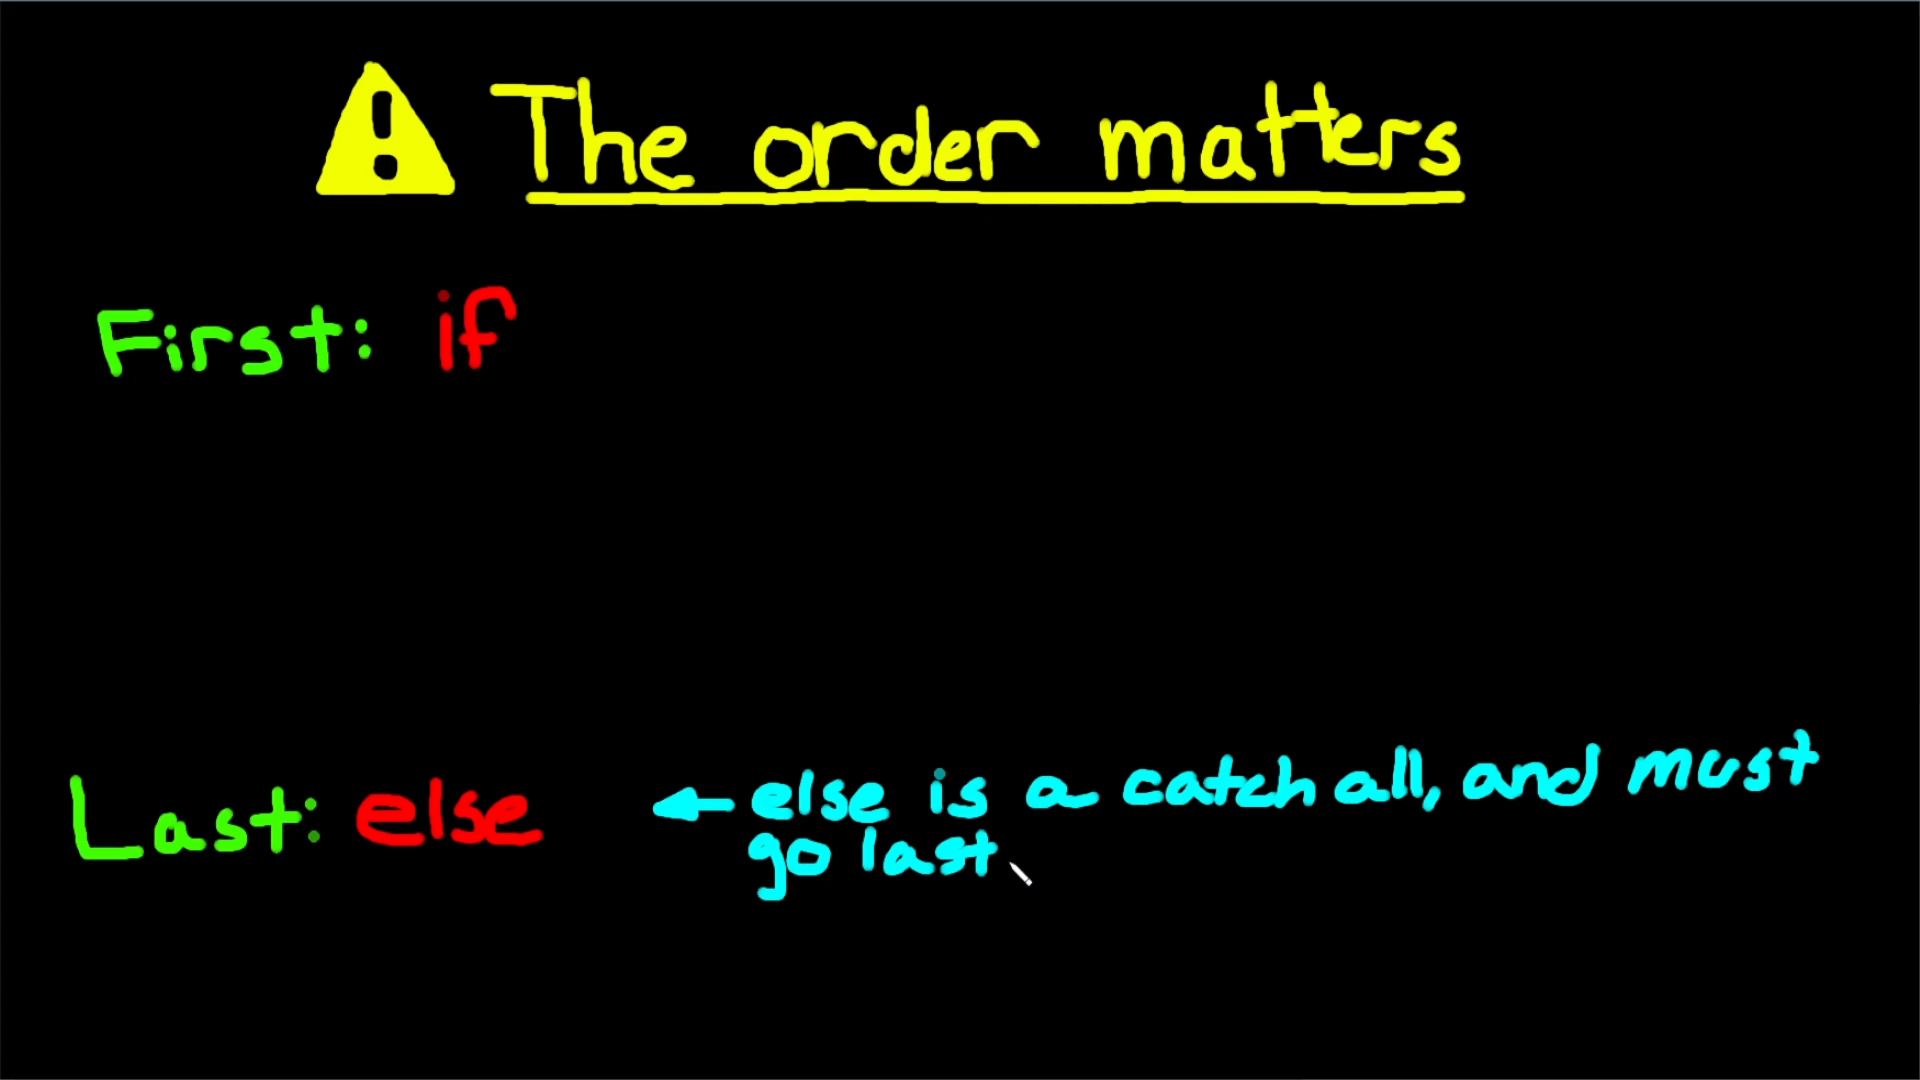 The order matters
First: if
Last: else
else is a catch all, and must
go last